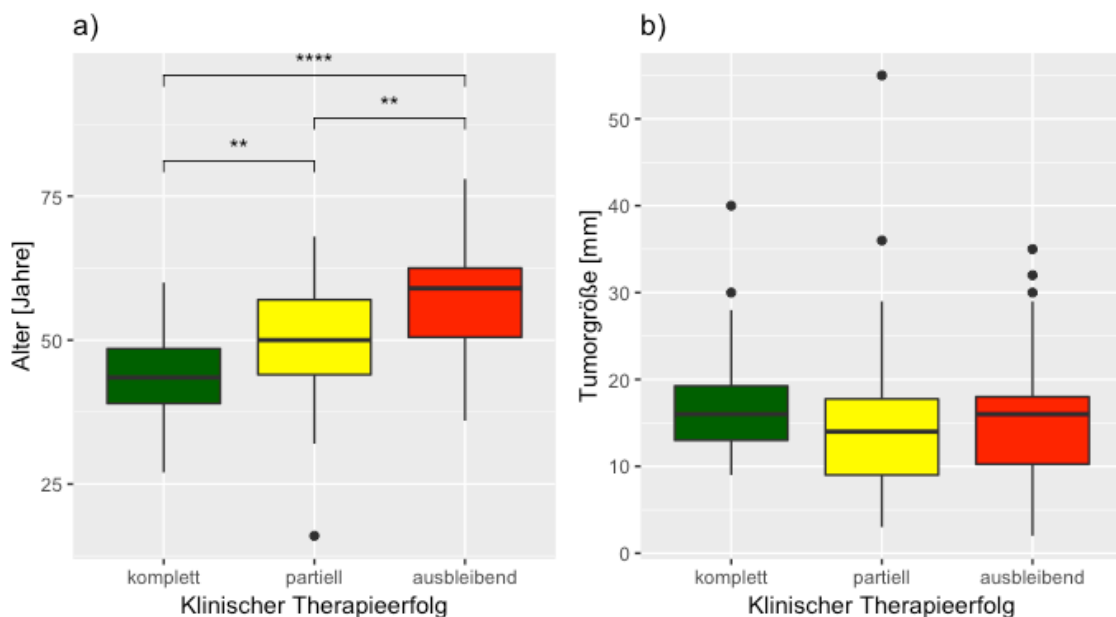 a)
****
**
**
75
50
25
Alter [Jahre]
komplett partiell ausbleibend
Klinischer Therapieerfolg
b)
50
40
30
20
10
0
Tumorgröße [mm]
komplett partiell ausbleibend
Klinischer Therapieerfolg